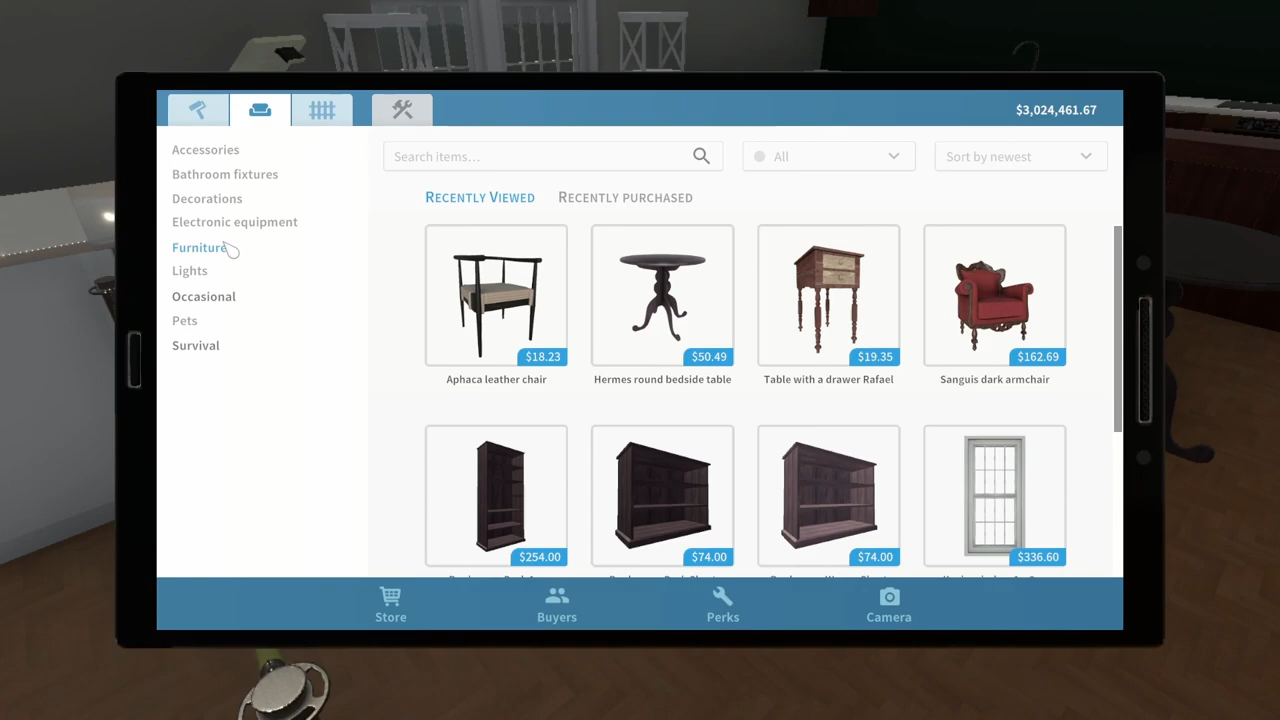 $3,024,461.67
Accessories
Bathroom fixtures
Decorations
Electronic equipment
Furniture
Lights
Occasional
Pets
Survival
Search items...
All
Sort by newest
RECENTLY VIEWED
RECENTLY PURCHASED
$18.23
$50.49
$19.35
$162.69
Aphaca leather chair
Hermes round bedside table
Table with a drawer Rafael
Sanguis dark armchair
$254.00
$74.00
$74.00
$336.60
Store
Buyers
Perks
Camera